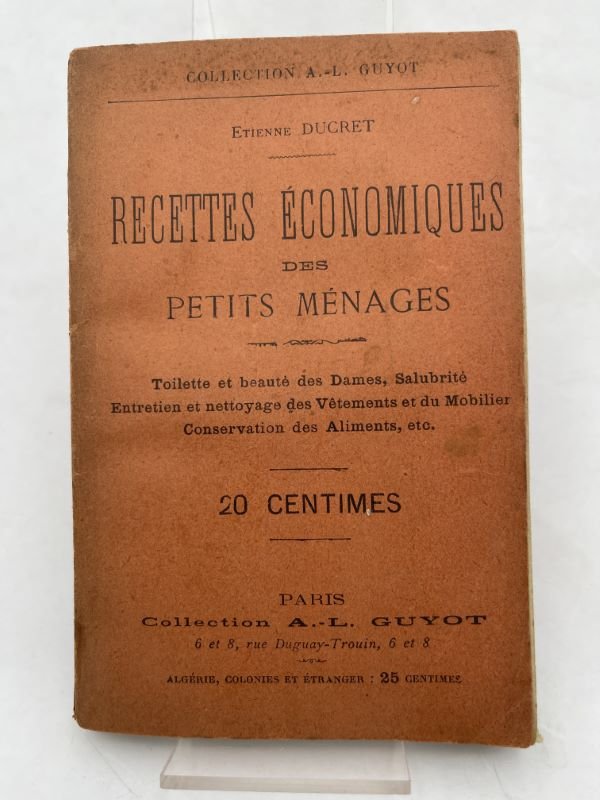 COLLECTION A.-L. GUYOT
Etienne DUCRET
RECETTES ÉCONOMIQUES
DES
PETITS MÉNAGES
Toilette et beauté des Dames, Salubrité
Entretien et nettoyage des Vêtements et du Mobilier
Conservation des Aliments, etc.
20 CENTIMES
PARIS
Collection A.-L. GUYOT
6 et 8, rue Duguay-Trouin, 6 et 8
ALGÉRIE, COLONIES ET ÉTRANGER : 25 CENTIMES